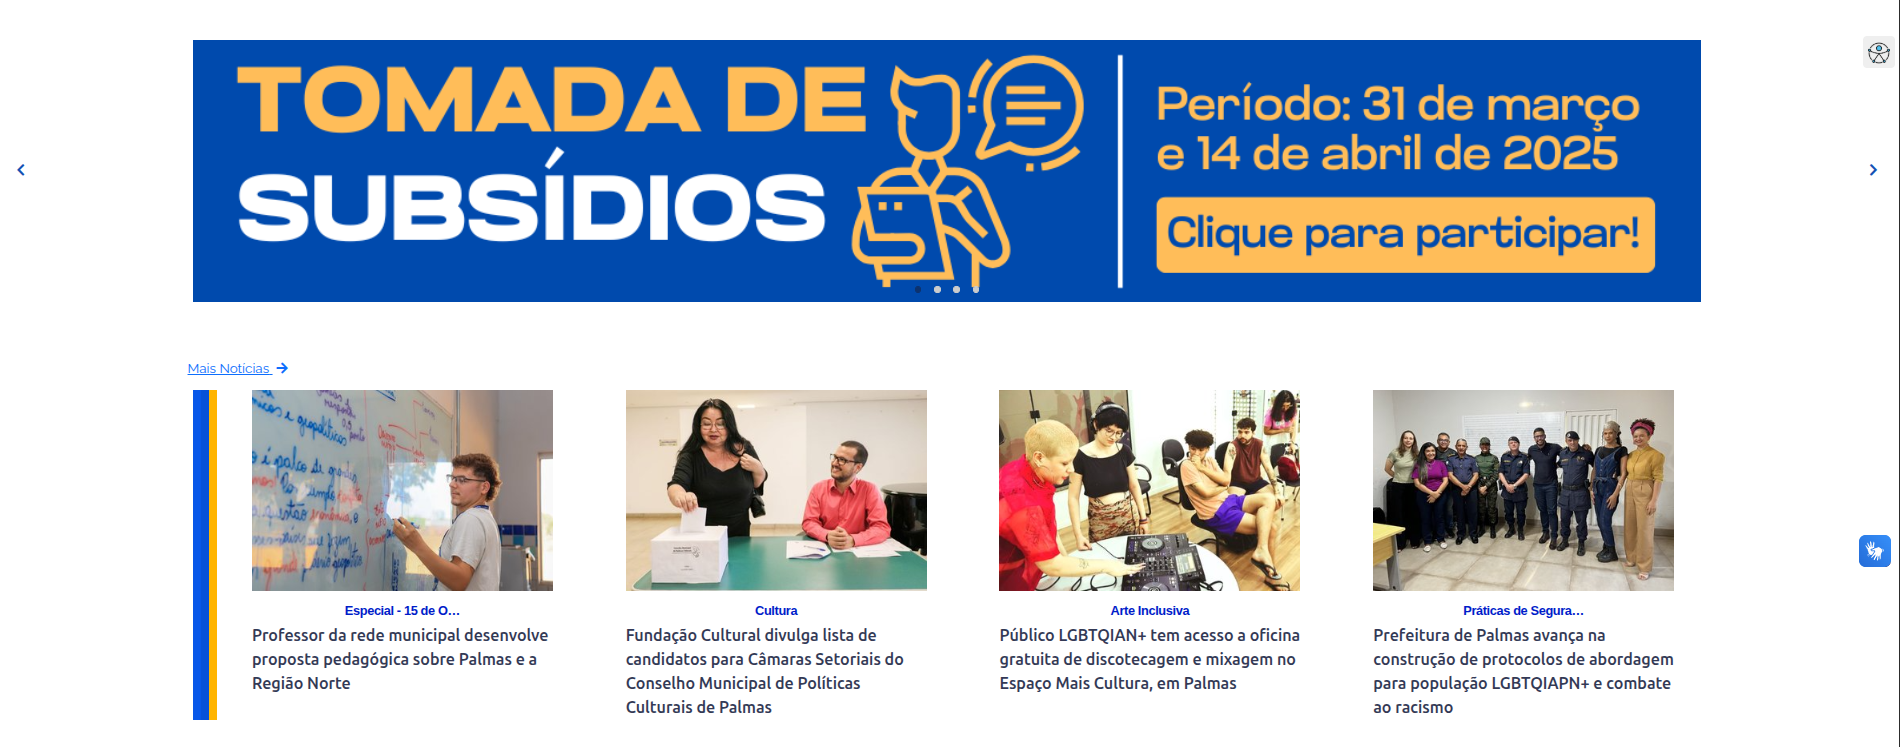 TOMADA DE
SUBSÍDIOS
Período: 31 de março
e 14 de abril de 2025
Clique para participar!
Mais Notícias
Especial - 15 de O...
Professor da rede municipal desenvolve
proposta pedagógica sobre Palmas e a
Região Norte
Cultura
Fundação Cultural divulga lista de
candidatos para Câmaras Setoriais do
Conselho Municipal de Políticas
Culturais de Palmas
Arte Inclusiva
Público LGBTQIAN+ tem acesso a oficina
gratuita de discotecagem e mixagem no
Espaço Mais Cultura, em Palmas
Práticas de Segura...
Prefeitura de Palmas avança na
construção de protocolos de abordagem
para população LGBTQIAPN+ e combate
ao racismo